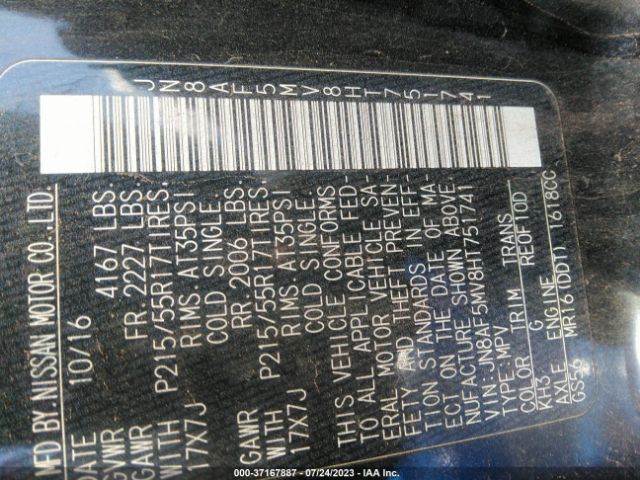 JN8AF5MV8HT751741
MFD.BY.NISSAN MOTOR CO.,LTD.
DATE 10/16
GVWR 4167 LBS.
GAWR FR.2227 LBS.
WITH P215/55R17TIRES.
17X7J RIMS AT35PSI
COLD SINGLE.
GAWR RR.2006 LBS.
WITH P215/55R17TIRES.
17X7J RIMS AT35PSI
COLD SINGLE.
THIS VEHICLE CONFORMS
TO ALL APPLICABLE FED-
ERAL MOTOR VEHICLE SA-
FETY AND THEFT PREVEN-
TION STANDARDS IN EFF-
ECT ON THE DATE OF MA-
NUFACTURE SHOWN ABOVE.
VIN:JN8AF5MV8HT751741
TYPE:MPV
COLOR TRIM TRANS
KH3 G RE0F10D
AXLE ENGINE
GS56 MR16(DDT) 1618CC
000-37167887 - 07/24/2023 - IAA Inc.